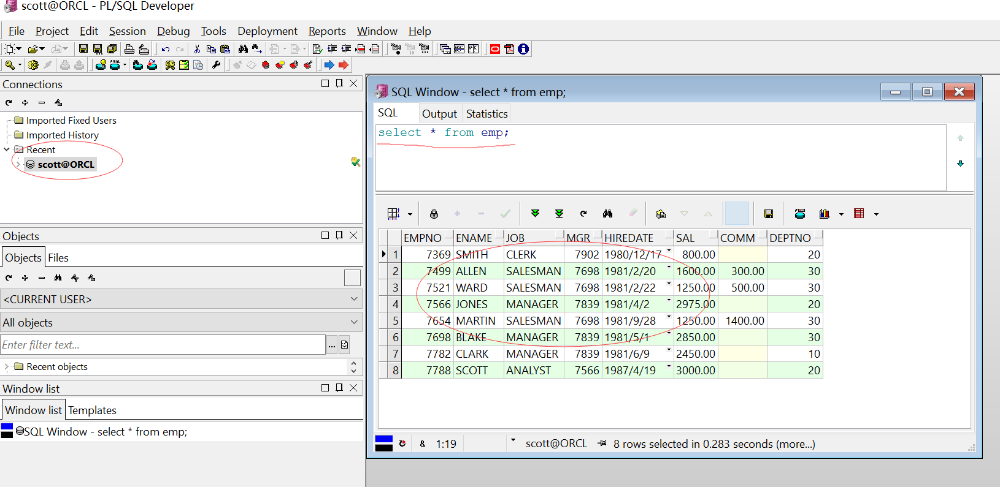 scott@ORCL - PL/SQL Developer
File Project Edit Session Debug Tools Deployment Reports Window Help
Connections
Imported Fixed Users
Imported History
Recent
scott@ORCL
Objects
Objects Files
<CURRENT USER>
All objects
Enter filter text...
...
Recent objects
Window list
Window list Templates
SQL Window - select * from emp;
SQL Window - select * from emp;
SQL Output Statistics
select * from emp;
EMPNO ENAME JOB MGR HIREDATE SAL COMM DEPTNO
1 7369 SMITH CLERK 7902 1980/12/17 800.00 20
2 7499 ALLEN SALESMAN 7698 1981/2/20 1600.00 300.00 30
3 7521 WARD SALESMAN 7698 1981/2/22 1250.00 500.00 30
4 7566 JONES MANAGER 7839 1981/4/2 2975.00 20
5 7654 MARTIN SALESMAN 7698 1981/9/28 1250.00 1400.00 30
6 7698 BLAKE MANAGER 7839 1981/5/1 2850.00 30
7 7782 CLARK MANAGER 7839 1981/6/9 2450.00 10
8 7788 SCOTT ANALYST 7566 1987/4/19 3000.00 20
& 1:19 scott@ORCL 8 rows selected in 0.283 seconds (more...)